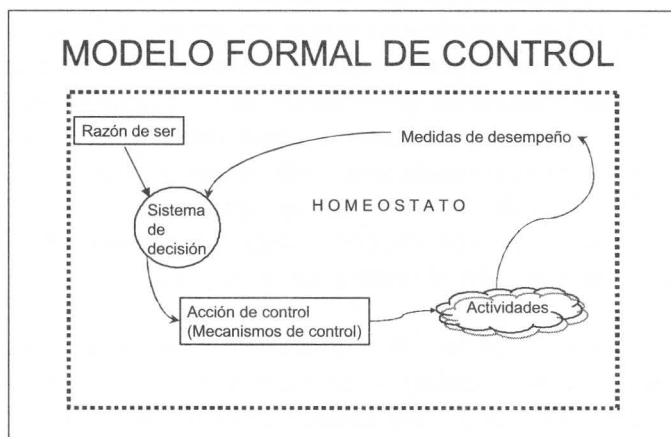 MODELO FORMAL DE CONTROL
Razón de ser
Medidas de desempeño
Sistema
de
decisión
HOMEOSTATO
Acción de control
(Mecanismos de control)
Actividades